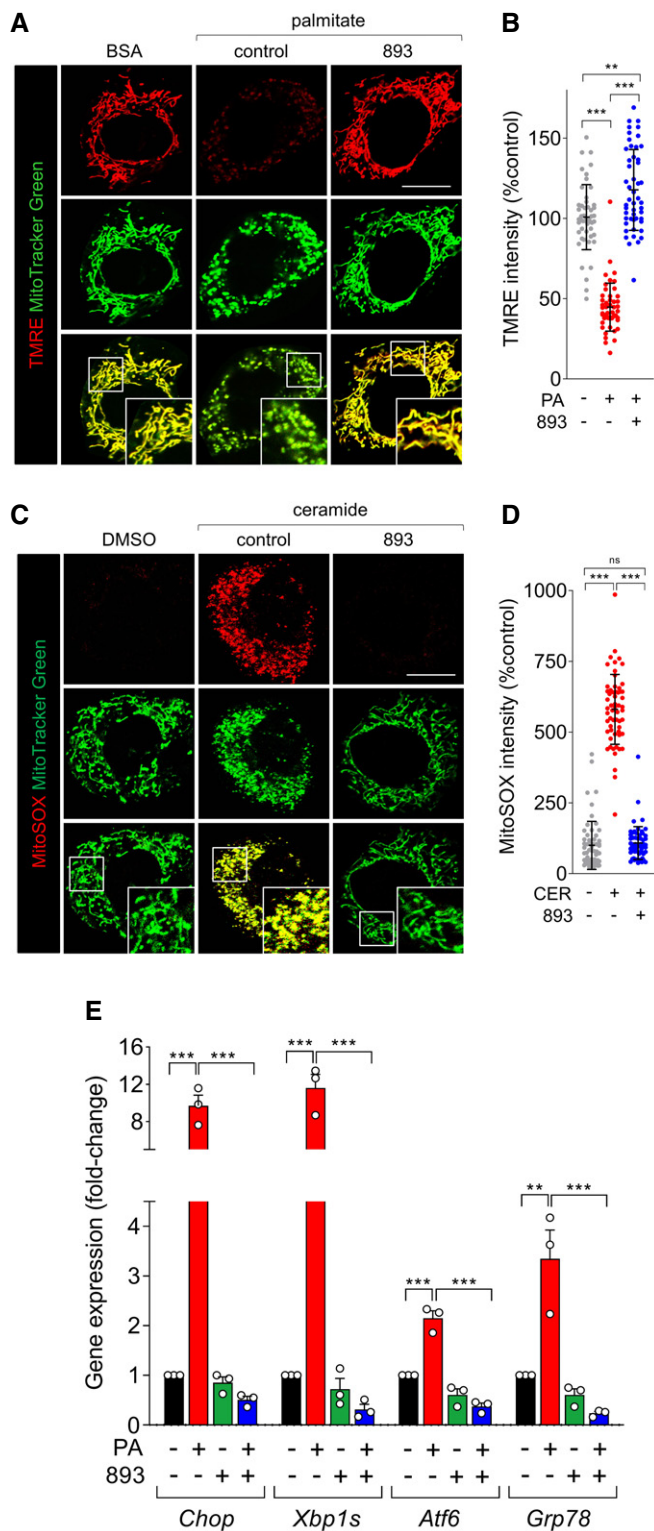 A
palmitate
BSA control 893
TMRE MitoTracker Green
B
** 
*** ***
150
100
50
0
TMRE intensity (%control)
PA - + +
893 - - +
C
ceramide
DMSO control 893
MitoSOX MitoTracker Green
D
ns
*** ***
1000
750
500
250
0
MitoSOX intensity (%control)
CER - + +
893 - - +
E
*** *** *** *** *** *** ** ***
16
12
8
4
3
2
1
0
Gene expression (fold-change)
PA - + - + - + - + - + - + - + - +
893 - - + + - - + + - - + + - - + +
Chop Xbp1s Atf6 Grp78